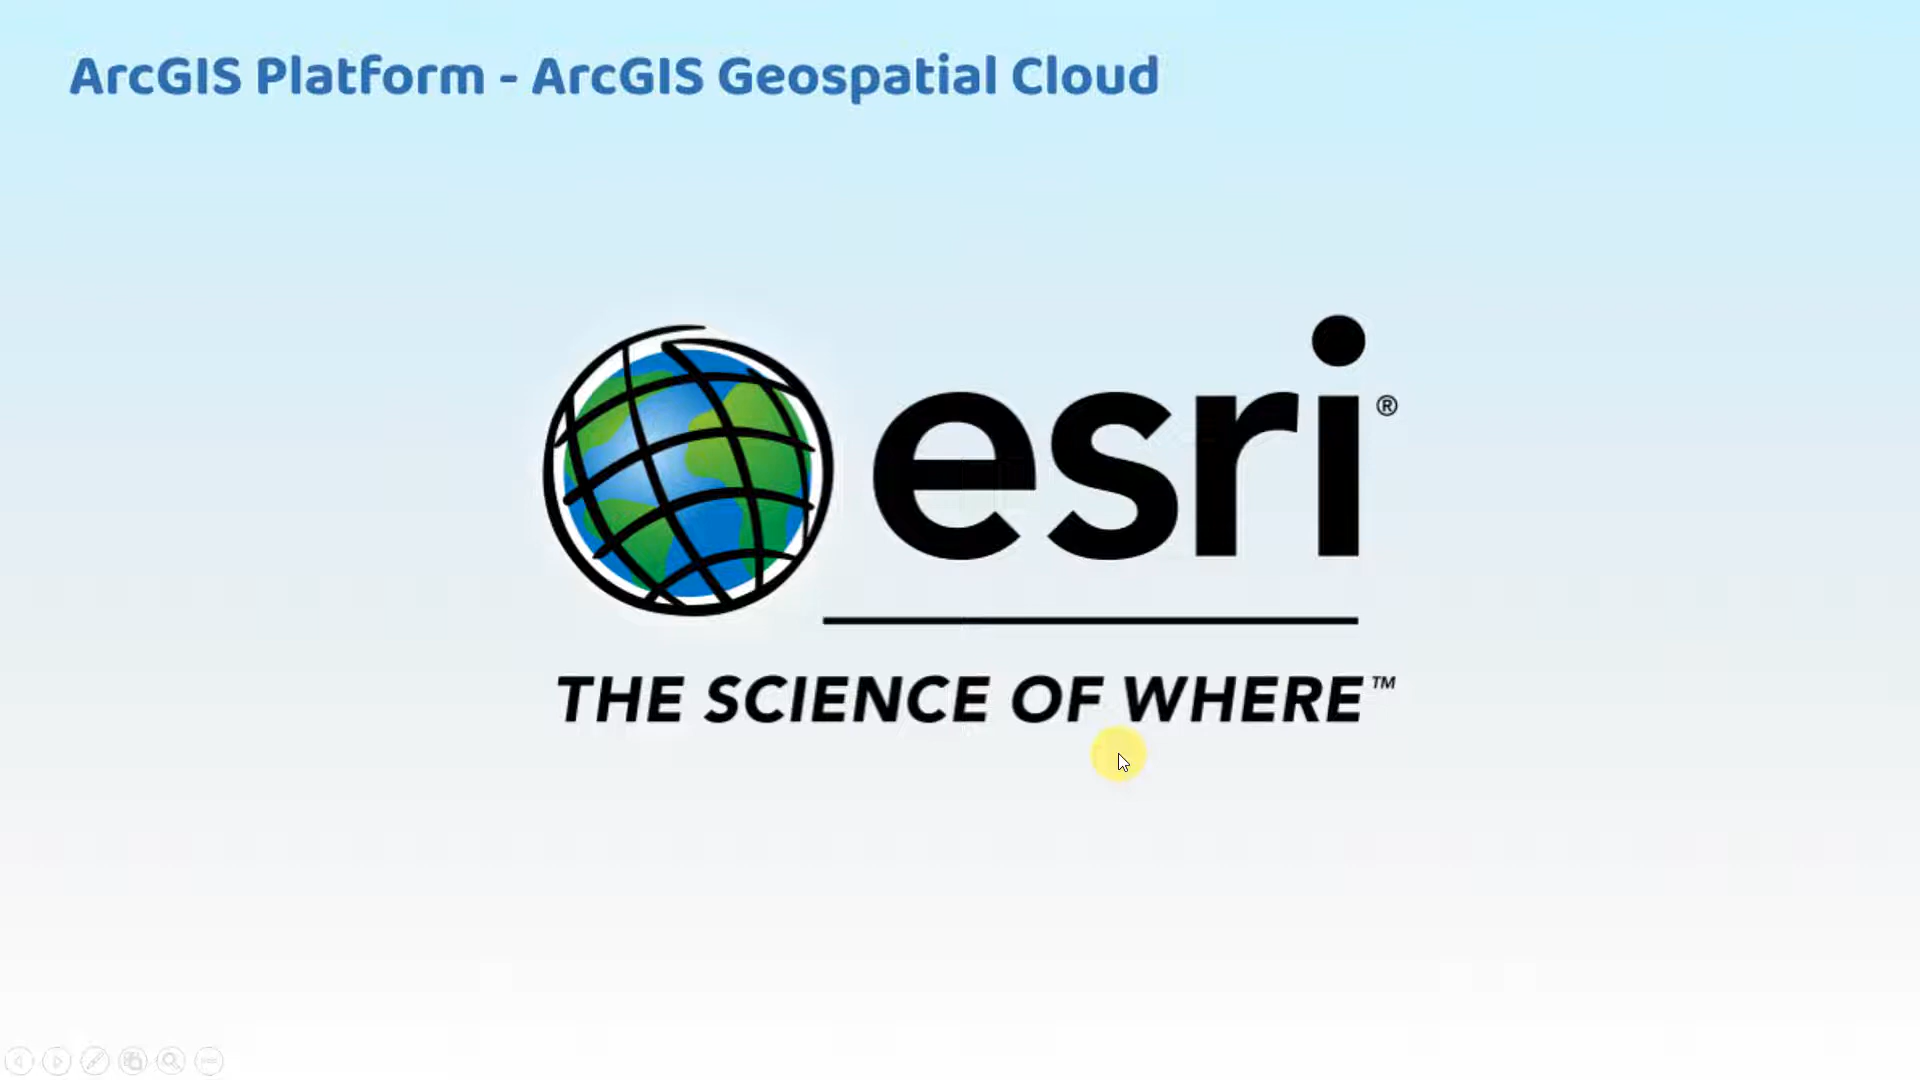 ArcGIS Platform - ArcGIS Geospatial Cloud
esri®
THE SCIENCE OF WHERE™